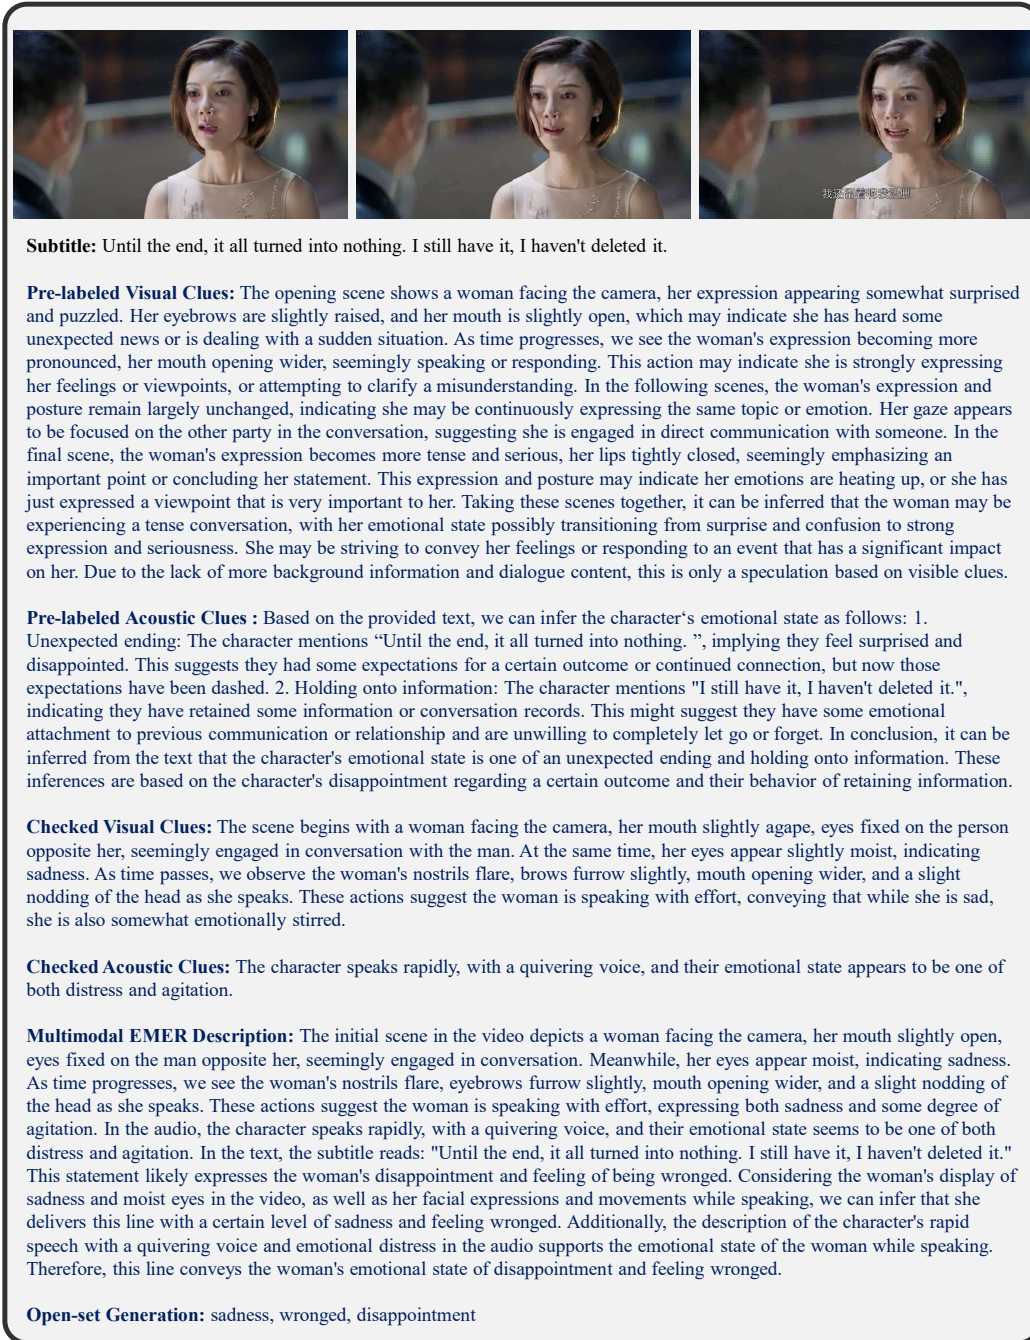 我还留着呢我没删
Subtitle: Until the end, it all turned into nothing. I still have it, I haven't deleted it.
Pre-labeled Visual Clues: The opening scene shows a woman facing the camera, her expression appearing somewhat surprised
and puzzled. Her eyebrows are slightly raised, and her mouth is slightly open, which may indicate she has heard some
unexpected news or is dealing with a sudden situation. As time progresses, we see the woman's expression becoming more
pronounced, her mouth opening wider, seemingly speaking or responding. This action may indicate she is strongly expressing
her feelings or viewpoints, or attempting to clarify a misunderstanding. In the following scenes, the woman's expression and
posture remain largely unchanged, indicating she may be continuously expressing the same topic or emotion. Her gaze appears
to be focused on the other party in the conversation, suggesting she is engaged in direct communication with someone. In the
final scene, the woman's expression becomes more tense and serious, her lips tightly closed, seemingly emphasizing an
important point or concluding her statement. This expression and posture may indicate her emotions are heating up, or she has
just expressed a viewpoint that is very important to her. Taking these scenes together, it can be inferred that the woman may be
experiencing a tense conversation, with her emotional state possibly transitioning from surprise and confusion to strong
expression and seriousness. She may be striving to convey her feelings or responding to an event that has a significant impact
on her. Due to the lack of more background information and dialogue content, this is only a speculation based on visible clues.
Pre-labeled Acoustic Clues : Based on the provided text, we can infer the character‘s emotional state as follows: 1.
Unexpected ending: The character mentions “Until the end, it all turned into nothing. ”, implying they feel surprised and
disappointed. This suggests they had some expectations for a certain outcome or continued connection, but now those
expectations have been dashed. 2. Holding onto information: The character mentions "I still have it, I haven't deleted it.",
indicating they have retained some information or conversation records. This might suggest they have some emotional
attachment to previous communication or relationship and are unwilling to completely let go or forget. In conclusion, it can be
inferred from the text that the character's emotional state is one of an unexpected ending and holding onto information. These
inferences are based on the character's disappointment regarding a certain outcome and their behavior of retaining information.
Checked Visual Clues: The scene begins with a woman facing the camera, her mouth slightly agape, eyes fixed on the person
opposite her, seemingly engaged in conversation with the man. At the same time, her eyes appear slightly moist, indicating
sadness. As time passes, we observe the woman's nostrils flare, brows furrow slightly, mouth opening wider, and a slight
nodding of the head as she speaks. These actions suggest the woman is speaking with effort, conveying that while she is sad,
she is also somewhat emotionally stirred.
Checked Acoustic Clues: The character speaks rapidly, with a quivering voice, and their emotional state appears to be one of
both distress and agitation.
Multimodal EMER Description: The initial scene in the video depicts a woman facing the camera, her mouth slightly open,
eyes fixed on the man opposite her, seemingly engaged in conversation. Meanwhile, her eyes appear moist, indicating sadness.
As time progresses, we see the woman's nostrils flare, eyebrows furrow slightly, mouth opening wider, and a slight nodding of
the head as she speaks. These actions suggest the woman is speaking with effort, expressing both sadness and some degree of
agitation. In the audio, the character speaks rapidly, with a quivering voice, and their emotional state seems to be one of both
distress and agitation. In the text, the subtitle reads: "Until the end, it all turned into nothing. I still have it, I haven't deleted it."
This statement likely expresses the woman's disappointment and feeling of being wronged. Considering the woman's display of
sadness and moist eyes in the video, as well as her facial expressions and movements while speaking, we can infer that she
delivers this line with a certain level of sadness and feeling wronged. Additionally, the description of the character's rapid
speech with a quivering voice and emotional distress in the audio supports the emotional state of the woman while speaking.
Therefore, this line conveys the woman's emotional state of disappointment and feeling wronged.
Open-set Generation: sadness, wronged, disappointment